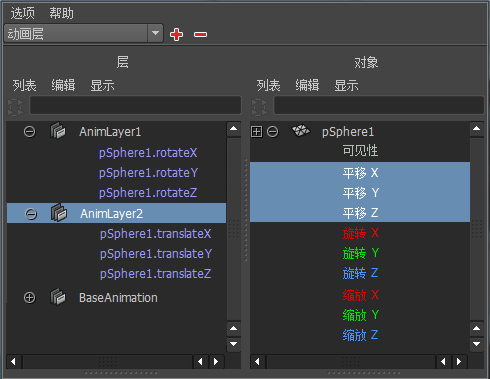 选项 帮助
动画层
层
列表 编辑 显示
AnimLayer1
pSphere1.rotateX
pSphere1.rotateY
pSphere1.rotateZ
AnimLayer2
pSphere1.translateX
pSphere1.translateY
pSphere1.translateZ
BaseAnimation
对象
列表 编辑 显示
pSphere1
可见性
平移 X
平移 Y
平移 Z
旋转 X
旋转 Y
旋转 Z
缩放 X
缩放 Y
缩放 Z